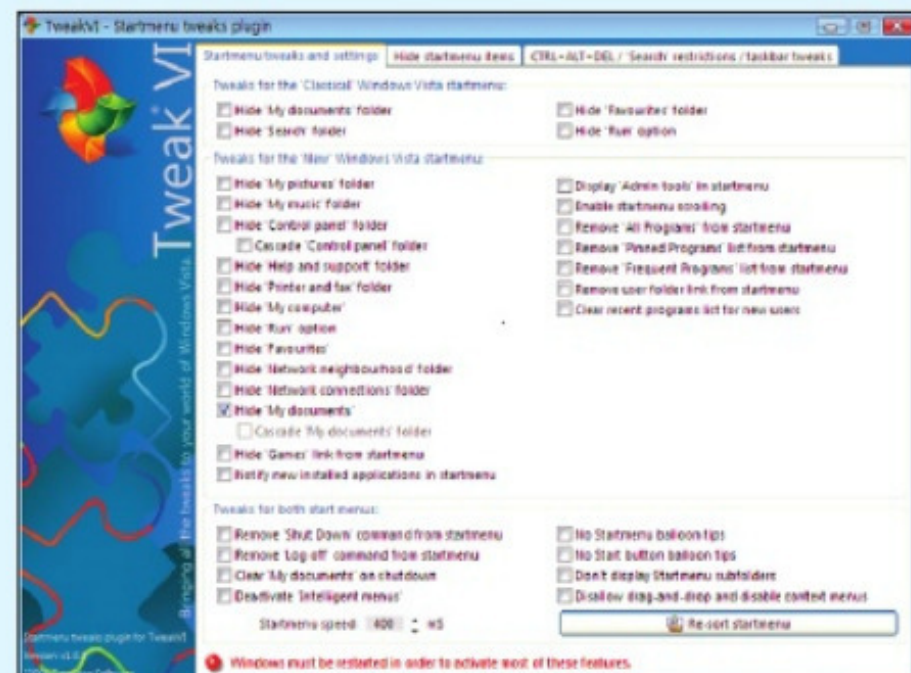 TweakVI - Startmenu tweaks plugin
Startmenu tweaks and settings
Hide startmenu items
CTRL+ALT+DEL / 'Search' restrictions / taskbar tweaks
Tweak VI
Bringing all the tweaks to your world of Windows Vista.
Tweaks for the 'Classical' Windows Vista startmenu:
Hide 'My documents' folder
Hide 'Favourites' folder
Hide 'Search' folder
Hide 'Run' option
Tweaks for the 'New' Windows Vista startmenu:
Hide 'My pictures' folder
Hide 'My music' folder
Hide 'Control panel' folder
Cascade 'Control panel' folder
Hide 'Help and support' folder
Hide 'Printer and fax' folder
Hide 'My computer'
Hide 'Run' option
Hide 'Favourites'
Hide 'Network neighbourhood' folder
Hide 'Network connections' folder
Hide 'My documents'
Cascade 'My documents' folder
Hide 'Games' link from startmenu
Notify new installed applications in startmenu
Display 'Admin tools' in startmenu
Enable startmenu scrolling
Remove 'All Programs' from startmenu
Remove 'Pinned Programs' list from startmenu
Remove 'Frequent Programs' list from startmenu
Remove user folder link from startmenu
Clear recent programs list for new users
Tweaks for both start menus:
Remove 'Shut Down' command from startmenu
Remove 'Log off' command from startmenu
Clear 'My documents' on shutdown
Deactivate 'Intelligent menus'
Startmenu speed: 400 mS
No Startmenu balloon tips
No Start button balloon tips
Don't display Startmenu subfolders
Disallow drag-and-drop and disable context menus
Re-sort startmenu
Startmenu tweaks plugin for TweakVI
Windows must be restarted in order to activate most of these features.